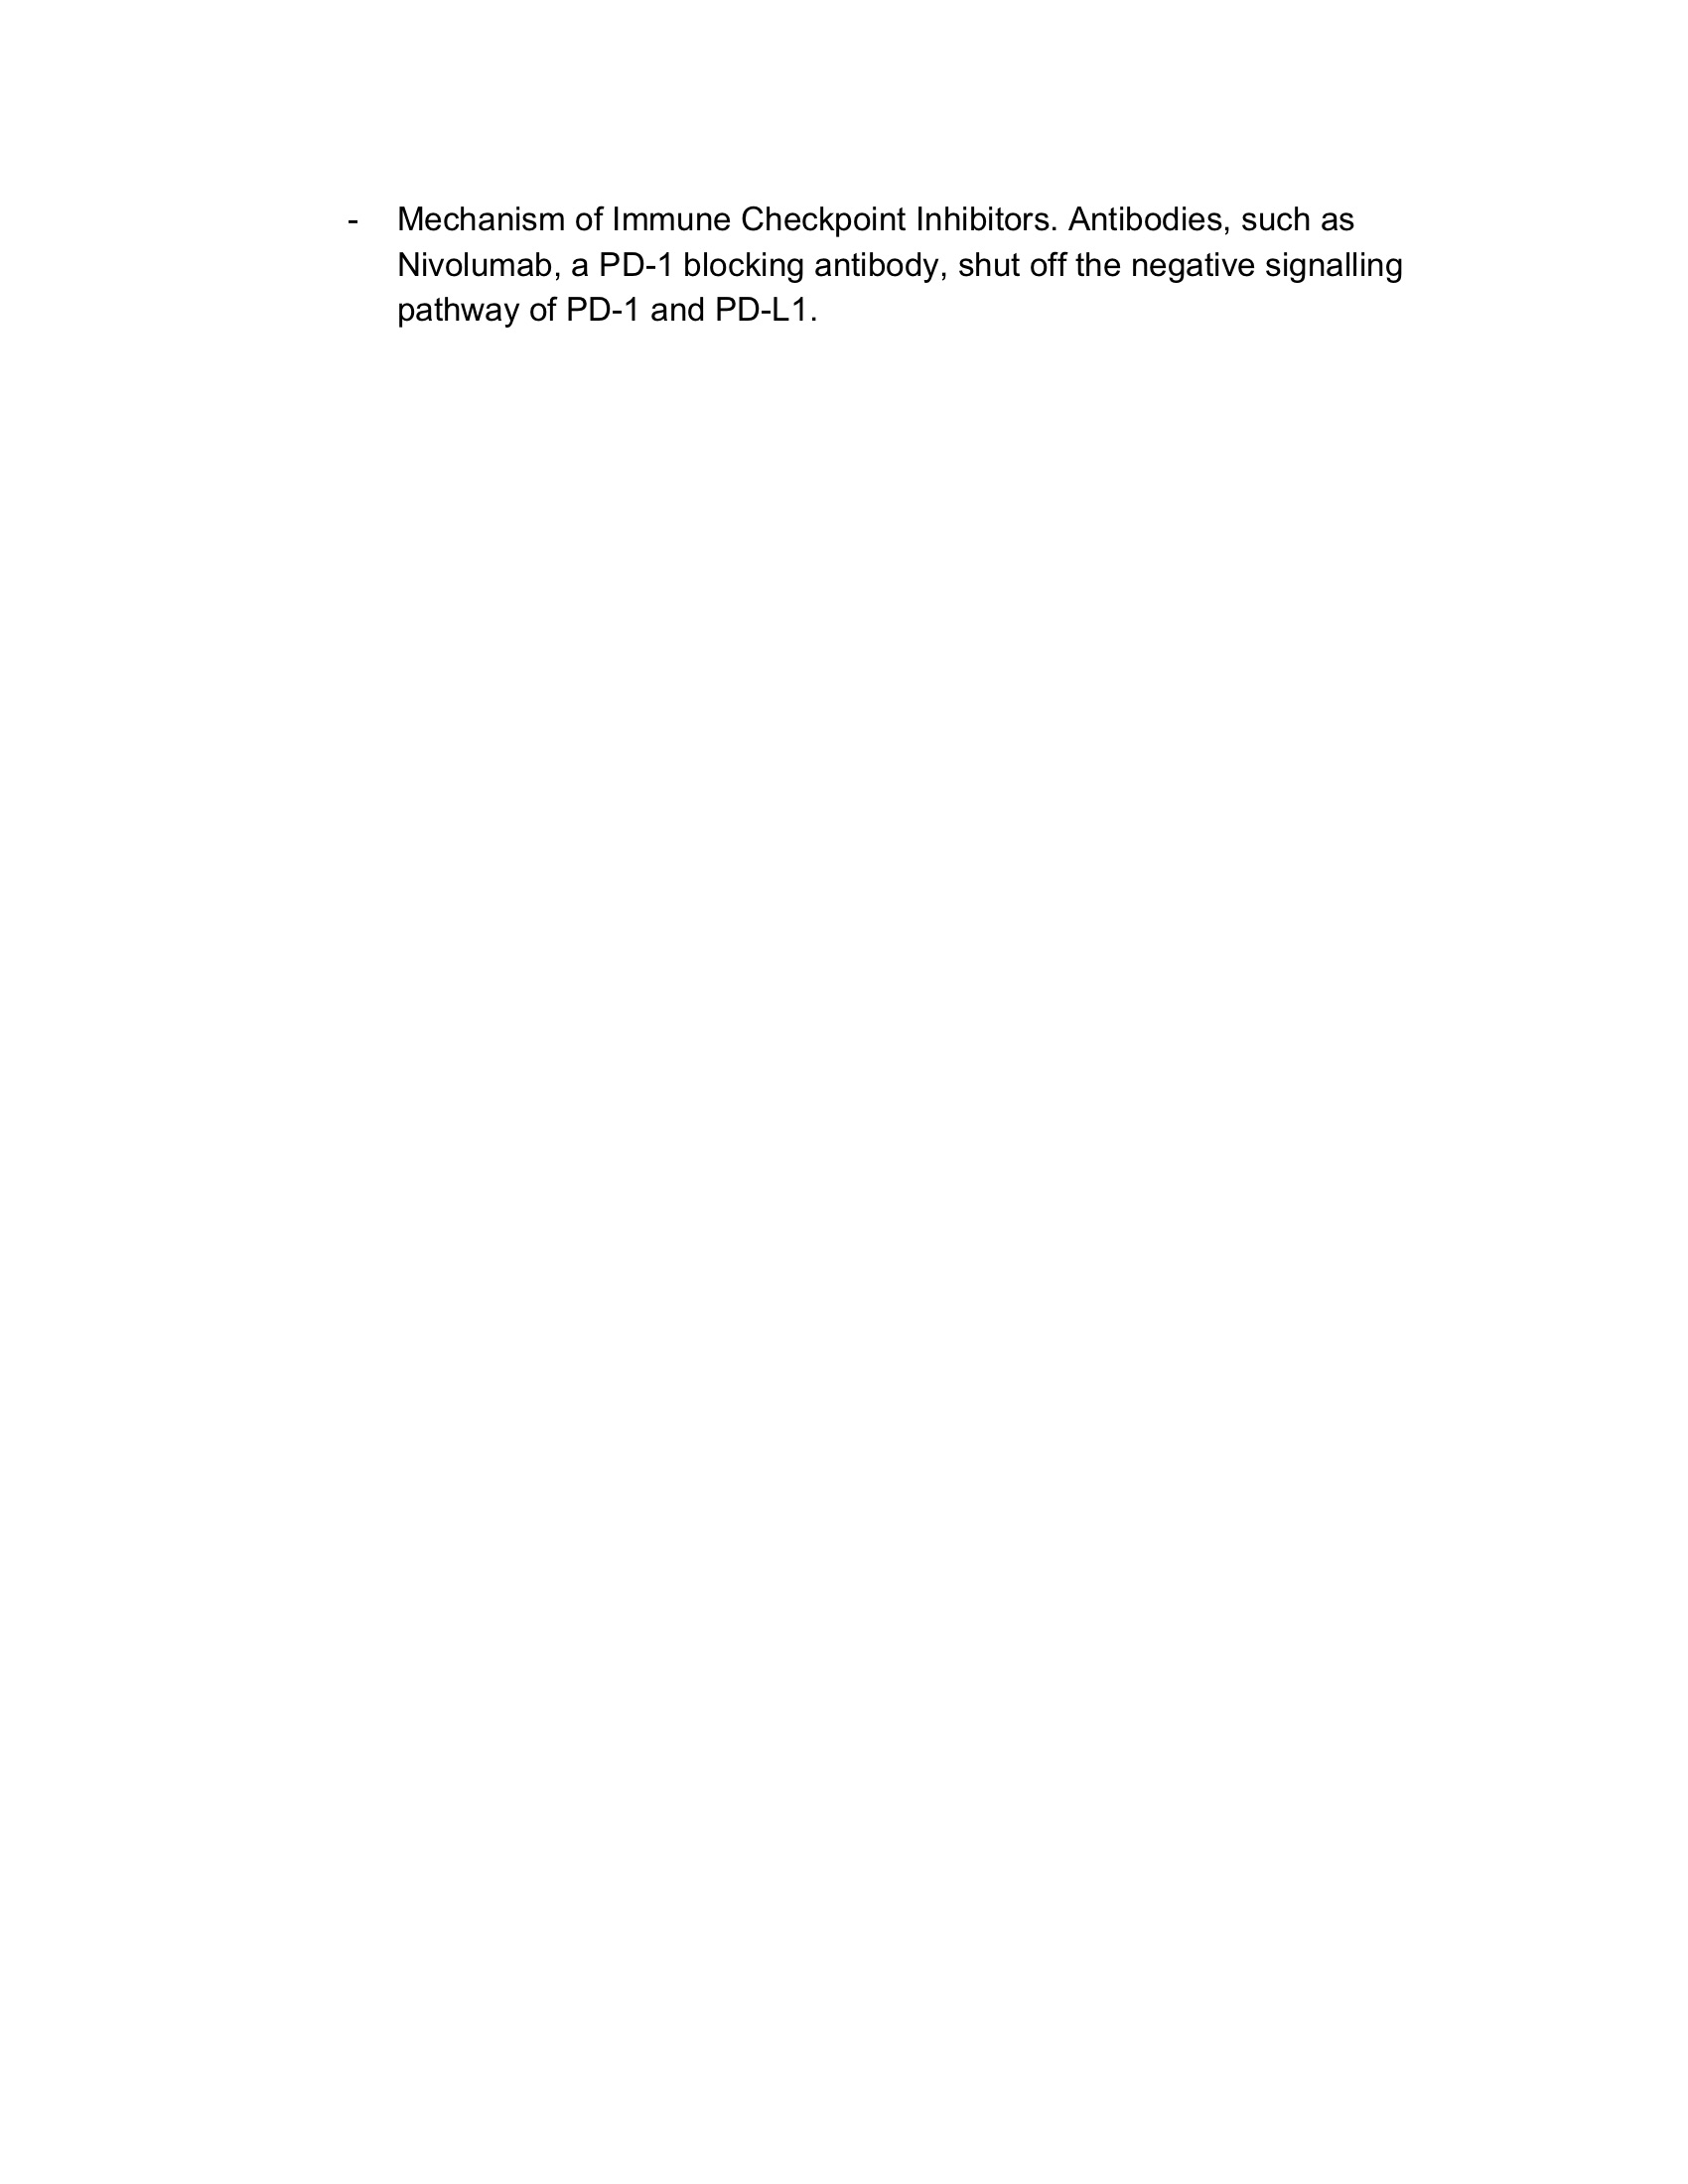 - Mechanism of Immune Checkpoint Inhibitors. Antibodies, such as
Nivolumab, a PD-1 blocking antibody, shut off the negative signalling
pathway of PD-1 and PD-L1.